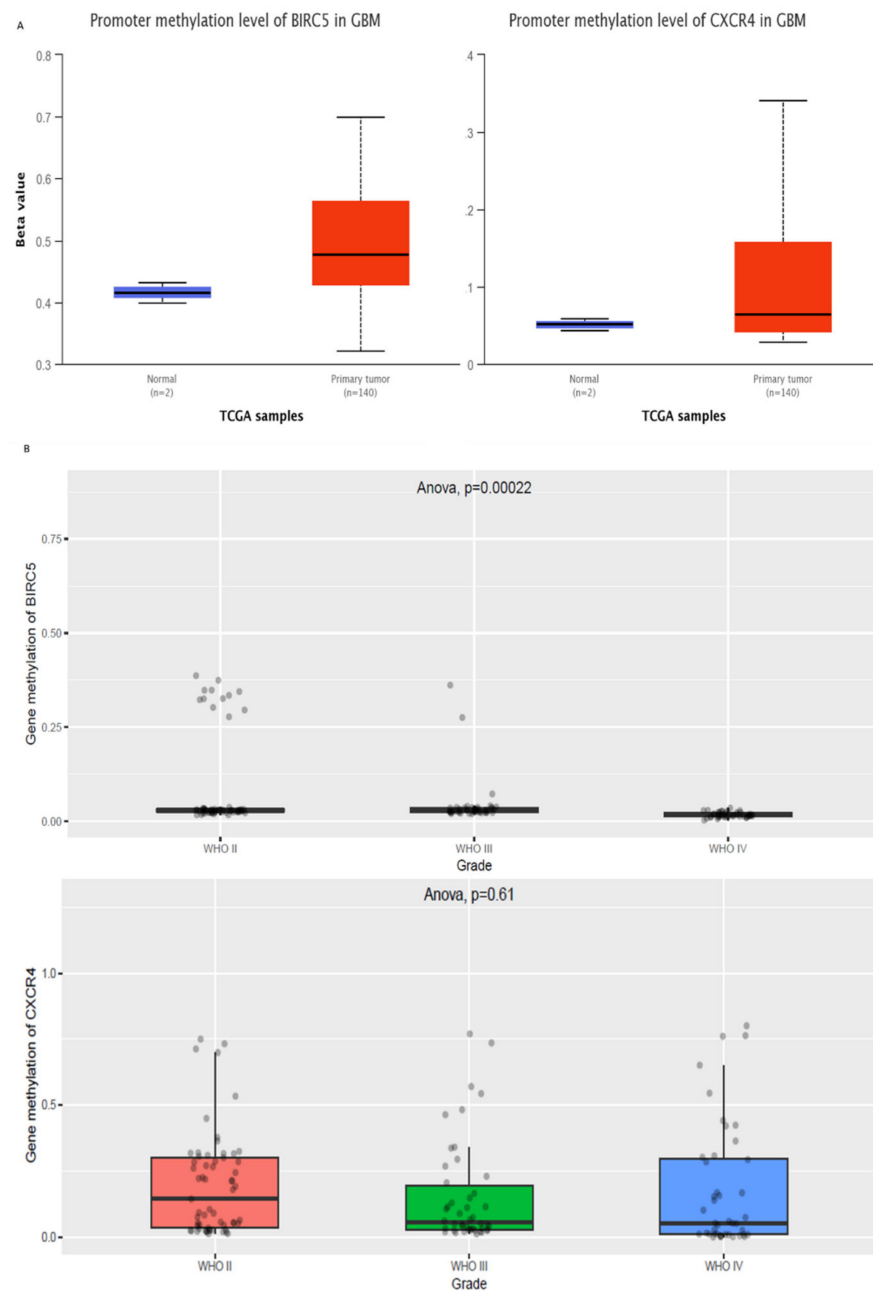 A
Promoter methylation level of BIRC5 in GBM
Promoter methylation level of CXCR4 in GBM
Beta value
0.8
0.7
0.6
0.5
0.4
0.3
.4
.3
.2
.1
0
Normal
(n=2)
Primary tumor
(n=140)
TCGA samples
Normal
(n=2)
Primary tumor
(n=140)
TCGA samples
B
Anova, p=0.00022
Gene methylation of BIRC5
0.75
0.50
0.25
0.00
WHO II
WHO III
WHO IV
Grade
Anova, p=0.61
Gene methylation of CXCR4
1.0
0.5
0.0
WHO II
WHO III
WHO IV
Grade